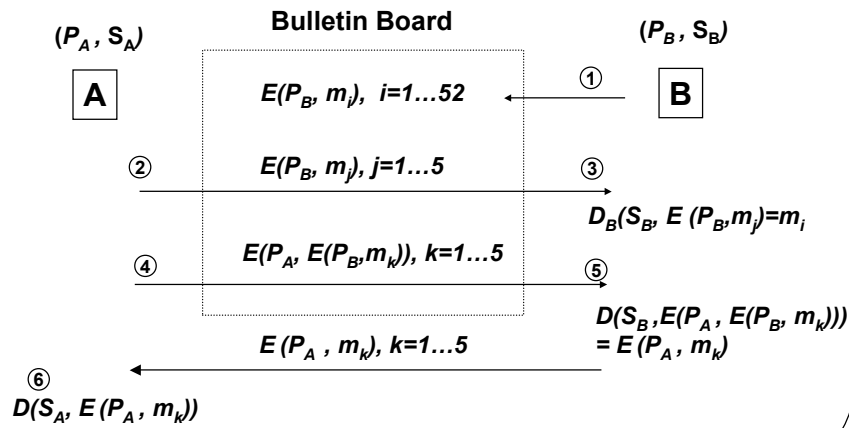 Bulletin Board
(P_A , S_A)
(P_B , S_B)
①
A
E(P_B, m_i), i=1...52
B
②
E(P_B, m_j), j=1...5
③
D_B(S_B, E (P_B,m_j)=m_i
④
E(P_A, E(P_B,m_k)), k=1...5
⑤
D(S_B ,E(P_A , E(P_B, m_k)))
= E(P_A , m_k)
E(P_A , m_k), k=1...5
⑥
D(S_A, E (P_A , m_k))